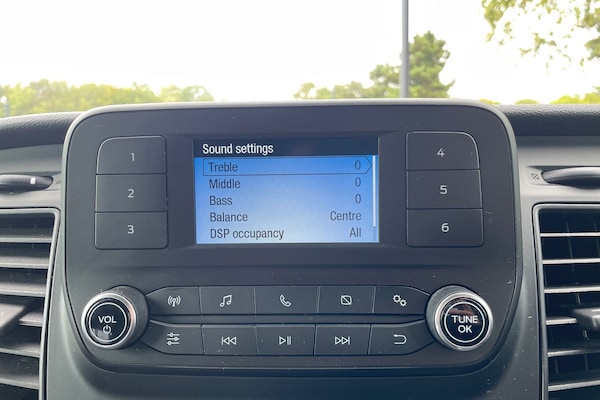 Sound settings
Treble 0
Middle 0
Bass 0
Balance Centre
DSP occupancy All
1
2
3
4
5
6
VOL
TUNE
OK